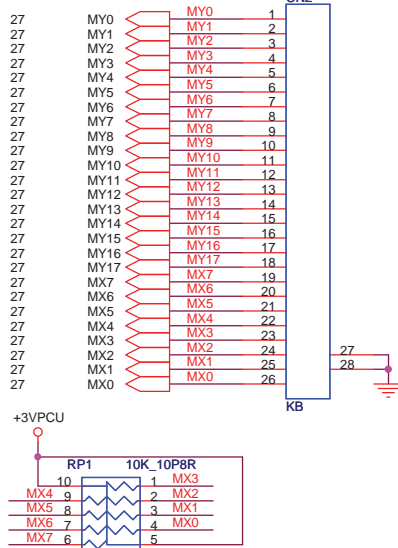 27 MY0 MY0 1
27 MY1 MY1 2
27 MY2 MY2 3
27 MY3 MY3 4
27 MY4 MY4 5
27 MY5 MY5 6
27 MY6 MY6 7
27 MY7 MY7 8
27 MY8 MY8 9
27 MY9 MY9 10
27 MY10 MY10 11
27 MY11 MY11 12
27 MY12 MY12 13
27 MY13 MY13 14
27 MY14 MY14 15
27 MY15 MY15 16
27 MY16 MY16 17
27 MY17 MY17 18
27 MX7 MX7 19
27 MX6 MX6 20
27 MX5 MX5 21
27 MX4 MX4 22
27 MX3 MX3 23
27 MX2 MX2 24 27
27 MX1 MX1 25 28
27 MX0 MX0 26
KB
+3VPCU
RP1 10K_10P8R
10 1 MX3
MX4 9 2 MX2
MX5 8 3 MX1
MX6 7 4 MX0
MX7 6 5